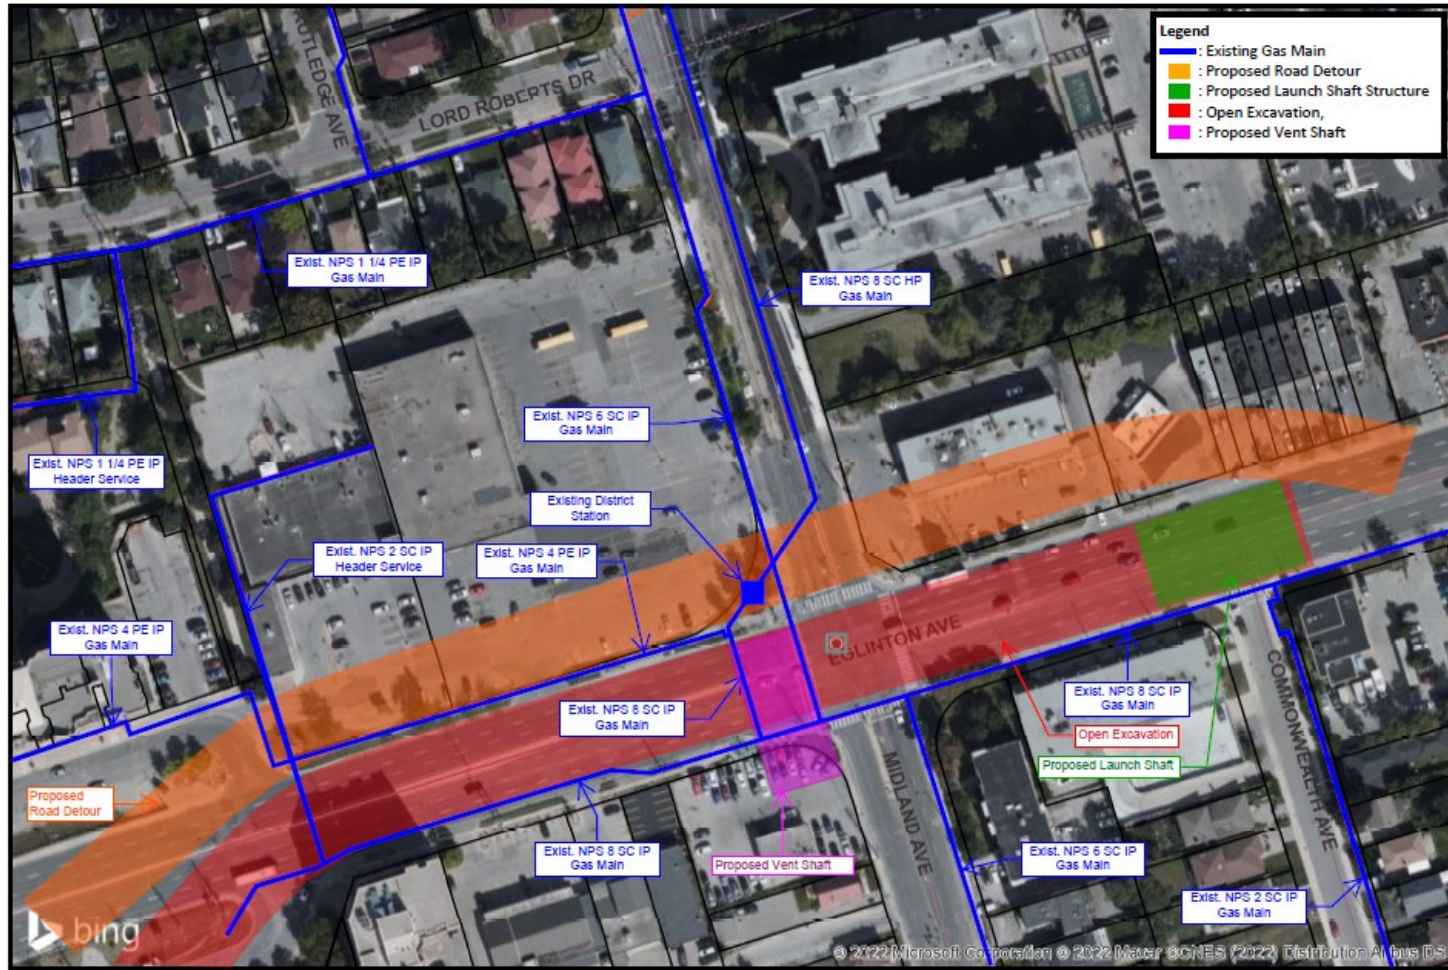 Legend
: Existing Gas Main
: Proposed Road Detour
: Proposed Launch Shaft Structure
: Open Excavation,
: Proposed Vent Shaft
LORD ROBERTS DR
Exist. NPS 1 1/4 PE IP
Gas Main
Exist. NPS 8 SC HP
Gas Main
Exist. NPS 6 SC IP
Gas Main
Exist. NPS 1 1/4 PE IP
Header Service
Existing District
Station
Exist. NPS 2 SC IP
Header Service
Exist. NPS 4 PE IP
Gas Main
Exist. NPS 4 PE IP
Gas Main
EGLINTON AVE
Exist. NPS 8 SC IP
Gas Main
Exist. NPS 8 SC IP
Gas Main
Open Excavation
Proposed Launch Shaft
COMMONWEALTH AVE
MIDLAND AVE
Proposed
Road Detour
Exist. NPS 8 SC IP
Gas Main
Proposed Vent Shaft
Exist. NPS 6 SC IP
Gas Main
Exist. NPS 2 SC IP
Gas Main
bing
© 2022 Microsoft Corporation © 2022 Maxar ©CNES (2022) Distribution Airbus DS